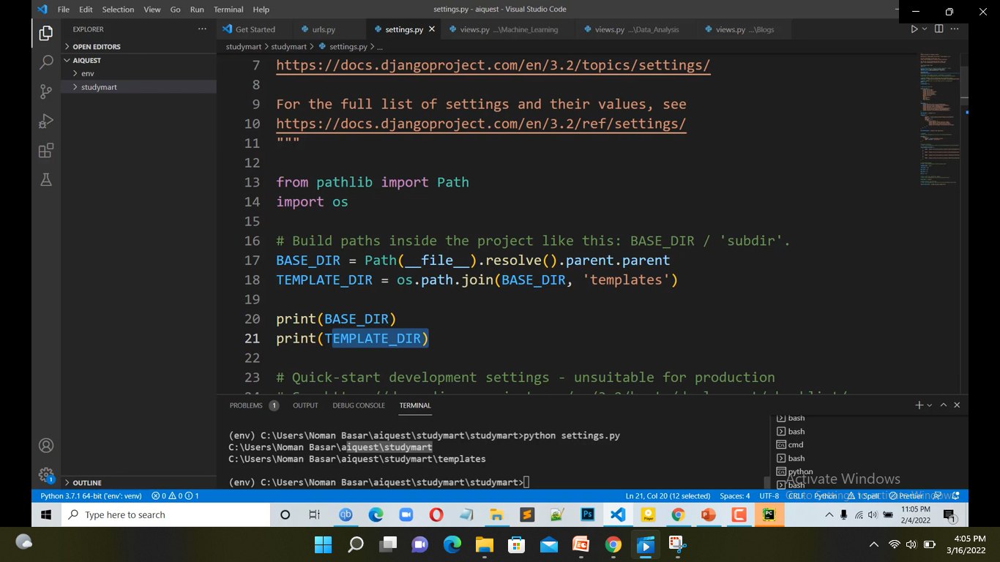 File Edit Selection View Go Run Terminal Help
settings.py - aiquest - Visual Studio Code
EXPLORER
Get Started
urls.py
settings.py
views.py ...\Machine_Learning
views.py ...\Data_Analysis
views.py ...\Blogs
OPEN EDITORS
AIQUEST
env
studymart
studymart > studymart > settings.py > ...
7 https://docs.djangoproject.com/en/3.2/topics/settings/
8
9 For the full list of settings and their values, see
10 https://docs.djangoproject.com/en/3.2/ref/settings/
11 """
12
13 from pathlib import Path
14 import os
15
16 # Build paths inside the project like this: BASE_DIR / 'subdir'.
17 BASE_DIR = Path(__file__).resolve().parent.parent
18 TEMPLATE_DIR = os.path.join(BASE_DIR, 'templates')
19
20 print(BASE_DIR)
21 print(TEMPLATE_DIR)
22
23 # Quick-start development settings - unsuitable for production
PROBLEMS 1 OUTPUT DEBUG CONSOLE TERMINAL
(env) C:\Users\Noman Basar\aiquest\studymart\studymart>python settings.py
C:\Users\Noman Basar\aiquest\studymart
C:\Users\Noman Basar\aiquest\studymart\templates
(env) C:\Users\Noman Basar\aiquest\studymart\studymart>
bash
bash
cmd
bash
python
bash
Activate Windows
Go to Settings to activate Windows.
OUTLINE
Python 3.7.1 64-bit ('env': venv) 0 0 1
Ln 21, Col 20 (12 selected) Spaces: 4 UTF-8 CRLF Python Spell Prettier
Type here to search
11:05 PM
2/4/2022
4:05 PM
3/16/2022